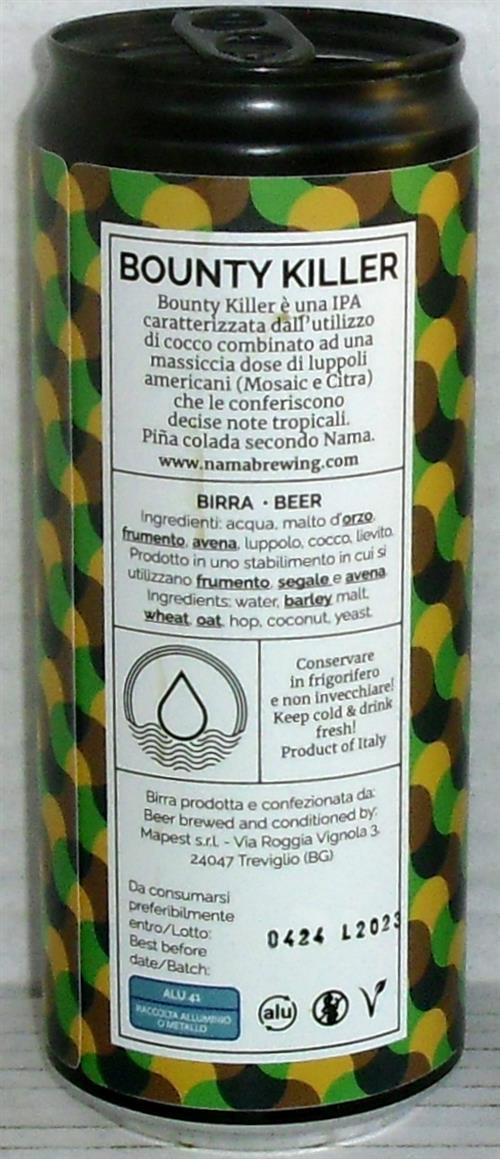 BOUNTY KILLER
Bounty Killer è una IPA
caratterizzata dall'utilizzo
di cocco combinato ad una
massiccia dose di luppoli
americani (Mosaic e Citra)
che le conferiscono
decise note tropicali.
Piña colada secondo Nama.
www.namabrewing.com
BIRRA · BEER
Ingredienti: acqua, malto d'orzo,
frumento, avena, luppolo, cocco, lievito.
Prodotto in uno stabilimento in cui si
utilizzano frumento, segale e avena.
Ingredients: water, barley malt,
wheat, oat, hop, coconut, yeast.
Conservare
in frigorifero
e non invecchiare!
Keep cold & drink
fresh!
Product of Italy
Birra prodotta e confezionata da:
Beer brewed and conditioned by:
Mapest s.r.l. - Via Roggia Vignola 3,
24047 Treviglio (BG)
Da consumarsi
preferibilmente
entro/Lotto:
Best before
date/Batch:
0424 L2023
ALU 41
RACCOLTA ALLUMINIO
O METALLO
alu
V